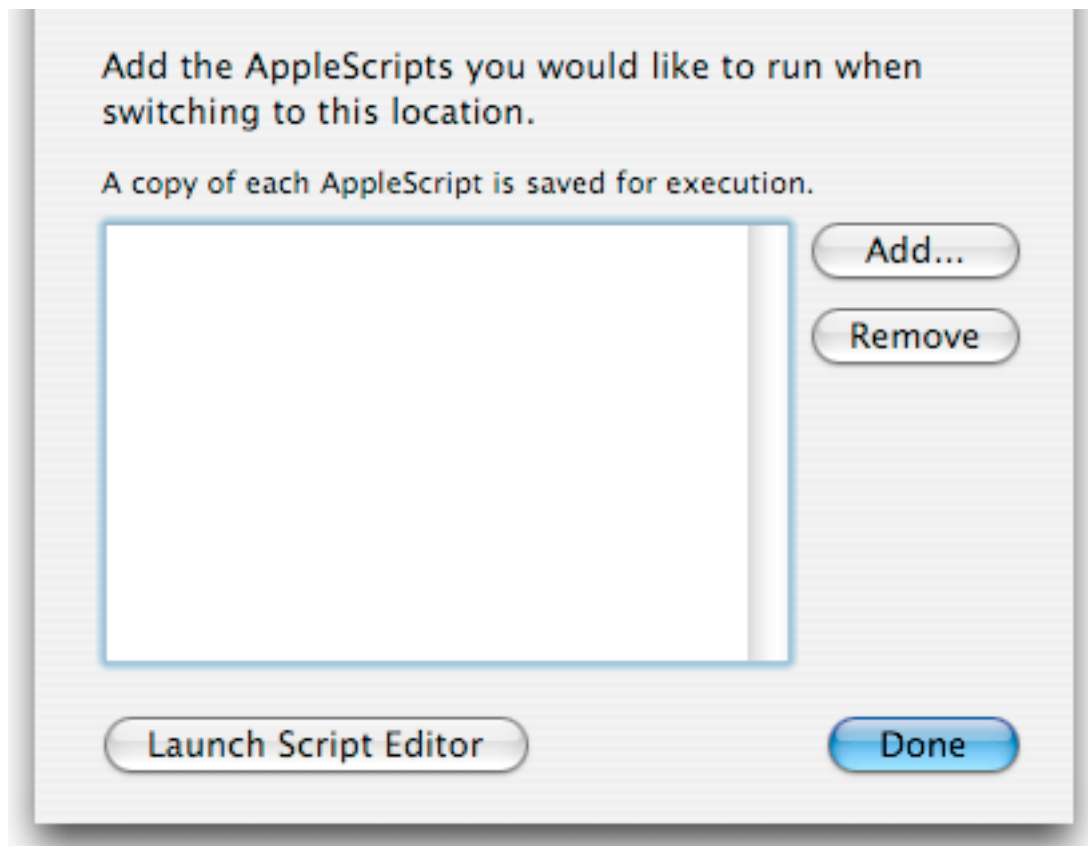 Add the AppleScripts you would like to run when
switching to this location.
A copy of each AppleScript is saved for execution.
Add...
Remove
Launch Script Editor
Done